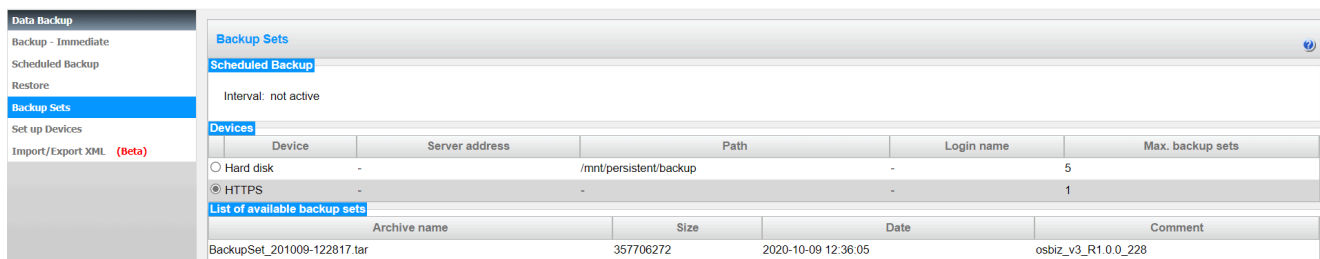 Data Backup
Backup - Immediate
Scheduled Backup
Restore
Backup Sets
Set up Devices
Import/Export XML (Beta)
Backup Sets
?
Scheduled Backup
Interval: not active
Devices
Device Server address Path Login name Max. backup sets
Hard disk - /mnt/persistent/backup - 5
HTTPS - - - 1
List of available backup sets
Archive name Size Date Comment
BackupSet_201009-122817.tar 357706272 2020-10-09 12:36:05 osbiz_v3_R1.0.0_228